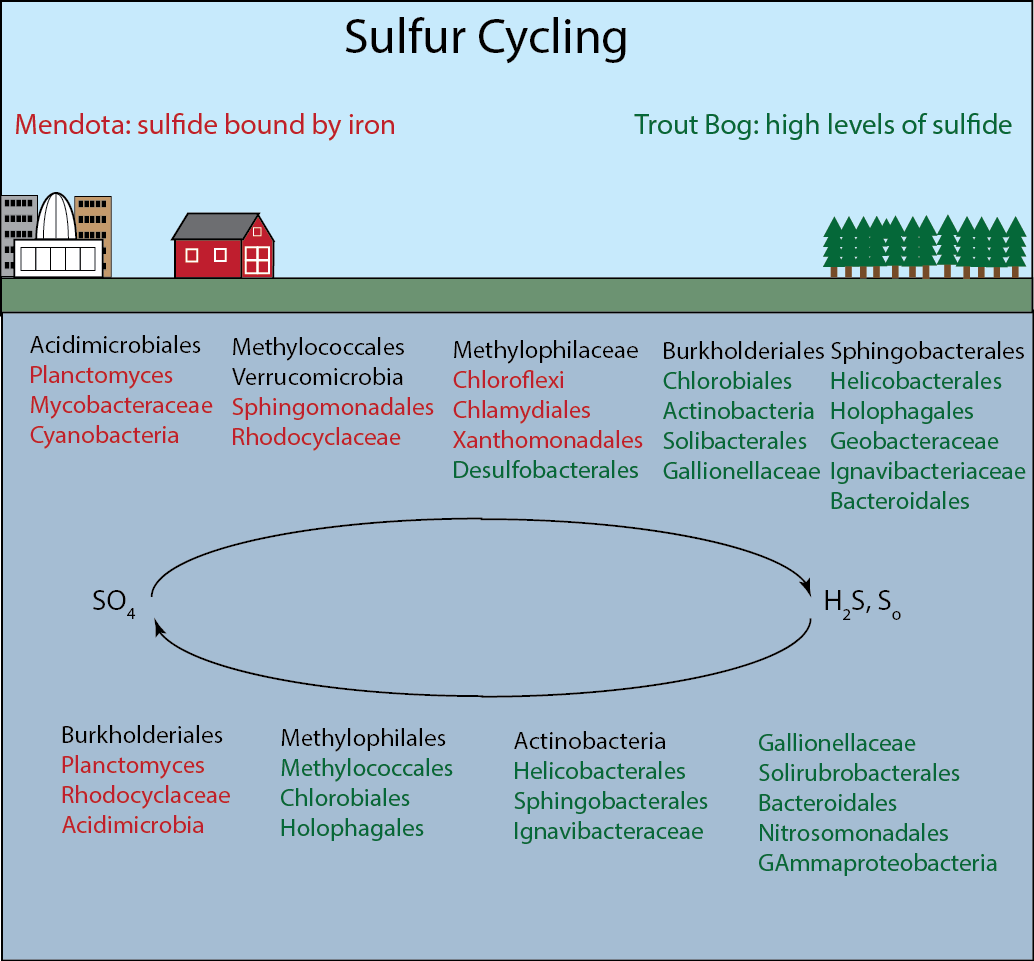 Sulfur Cycling
Mendota: sulfide bound by iron
Trout Bog: high levels of sulfide
Acidimicrobiales
Planctomyces
Mycobacteraceae
Cyanobacteria
Methylococcales
Verrucomicrobia
Sphingomonadales
Rhodocyclaceae
Methylophilaceae
Chloroflexi
Chlamydiales
Xanthomonadales
Desulfobacterales
Burkholderiales
Chlorobiales
Actinobacteria
Solibacterales
Gallionellaceae
Sphingobacterales
Helicobacterales
Holophagales
Geobacteraceae
Ignavibacteriaceae
Bacteroidales
SO₄
H₂S, Sₒ
Burkholderiales
Planctomyces
Rhodocyclaceae
Acidimicrobia
Methylophilales
Methylococcales
Chlorobiales
Holophagales
Actinobacteria
Helicobacterales
Sphingobacterales
Ignavibacteraceae
Gallionellaceae
Solirubrobacterales
Bacteroidales
Nitrosomonadales
GAmmaproteobacteria